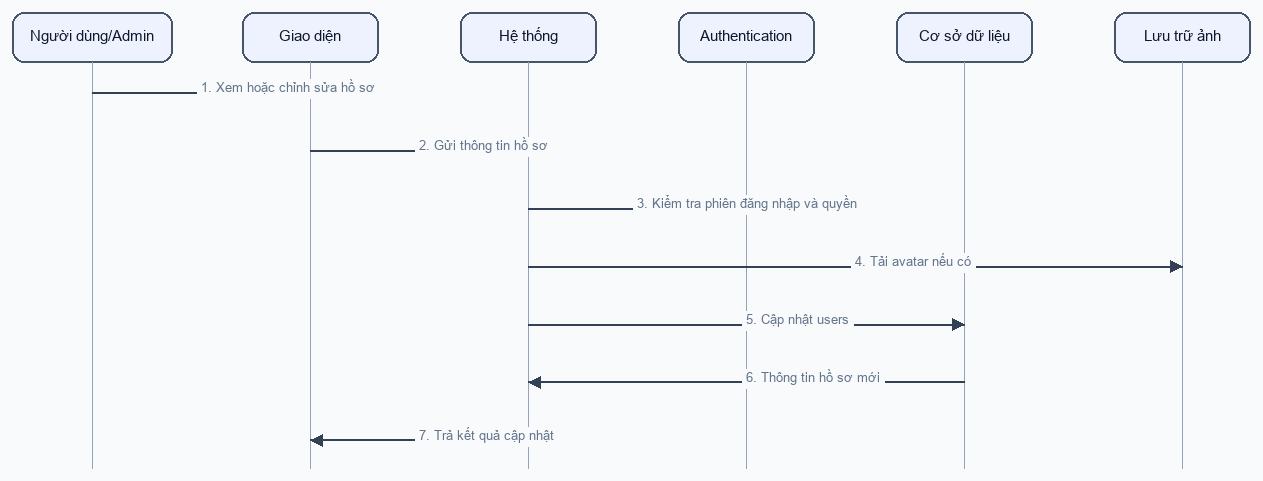 Người dùng/Admin
Giao diện
Hệ thống
Authentication
Cơ sở dữ liệu
Lưu trữ ảnh
1. Xem hoặc chỉnh sửa hồ sơ
2. Gửi thông tin hồ sơ
3. Kiểm tra phiên đăng nhập và quyền
4. Tải avatar nếu có
5. Cập nhật users
6. Thông tin hồ sơ mới
7. Trả kết quả cập nhật